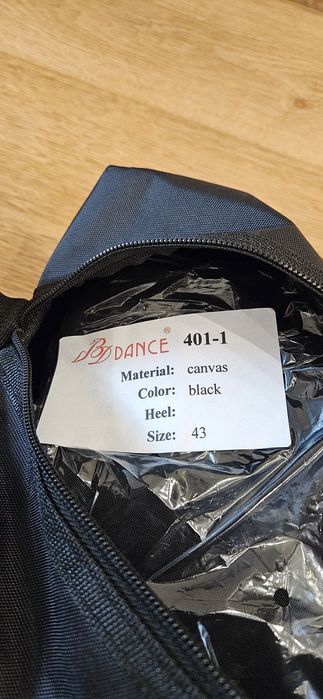 BD DANCE ® 401-1
Material: canvas
Color: black
Heel:
Size: 43